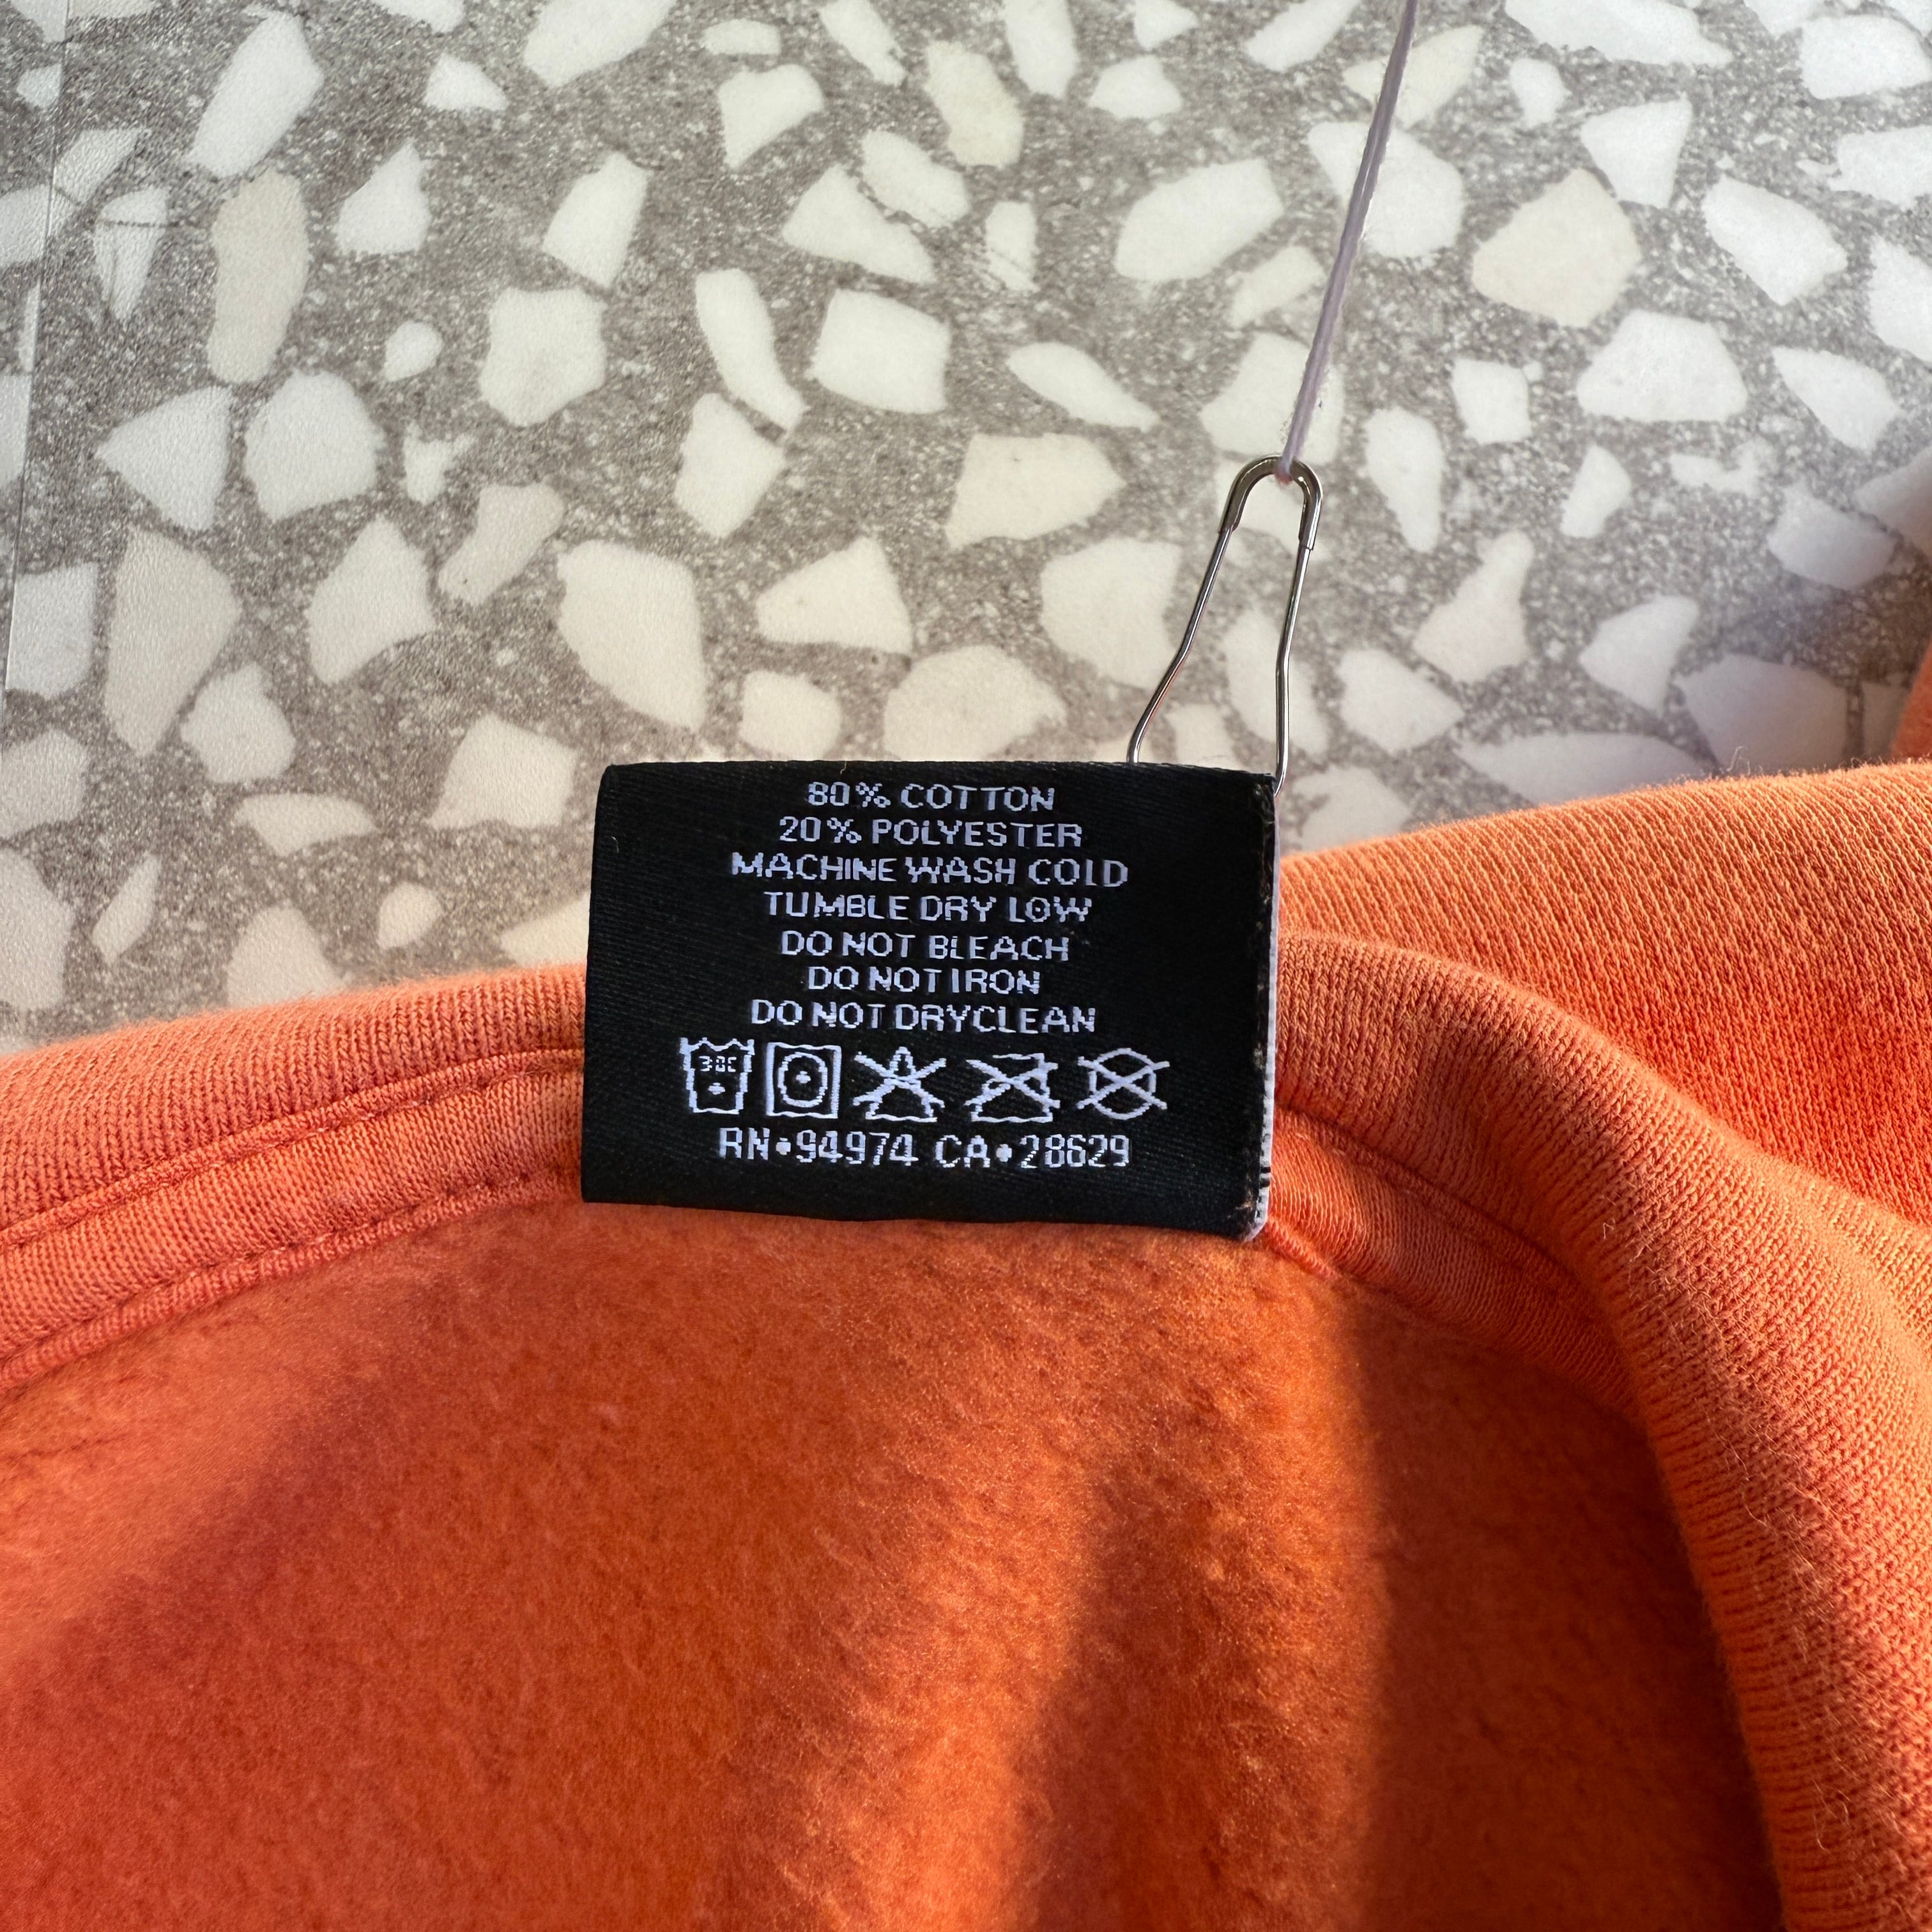 80% COTTON
20% POLYESTER
MACHINE WASH COLD
TUMBLE DRY LOW
DO NOT BLEACH
DO NOT IRON
DO NOT DRYCLEAN
30C
RN•94974 CA•28629